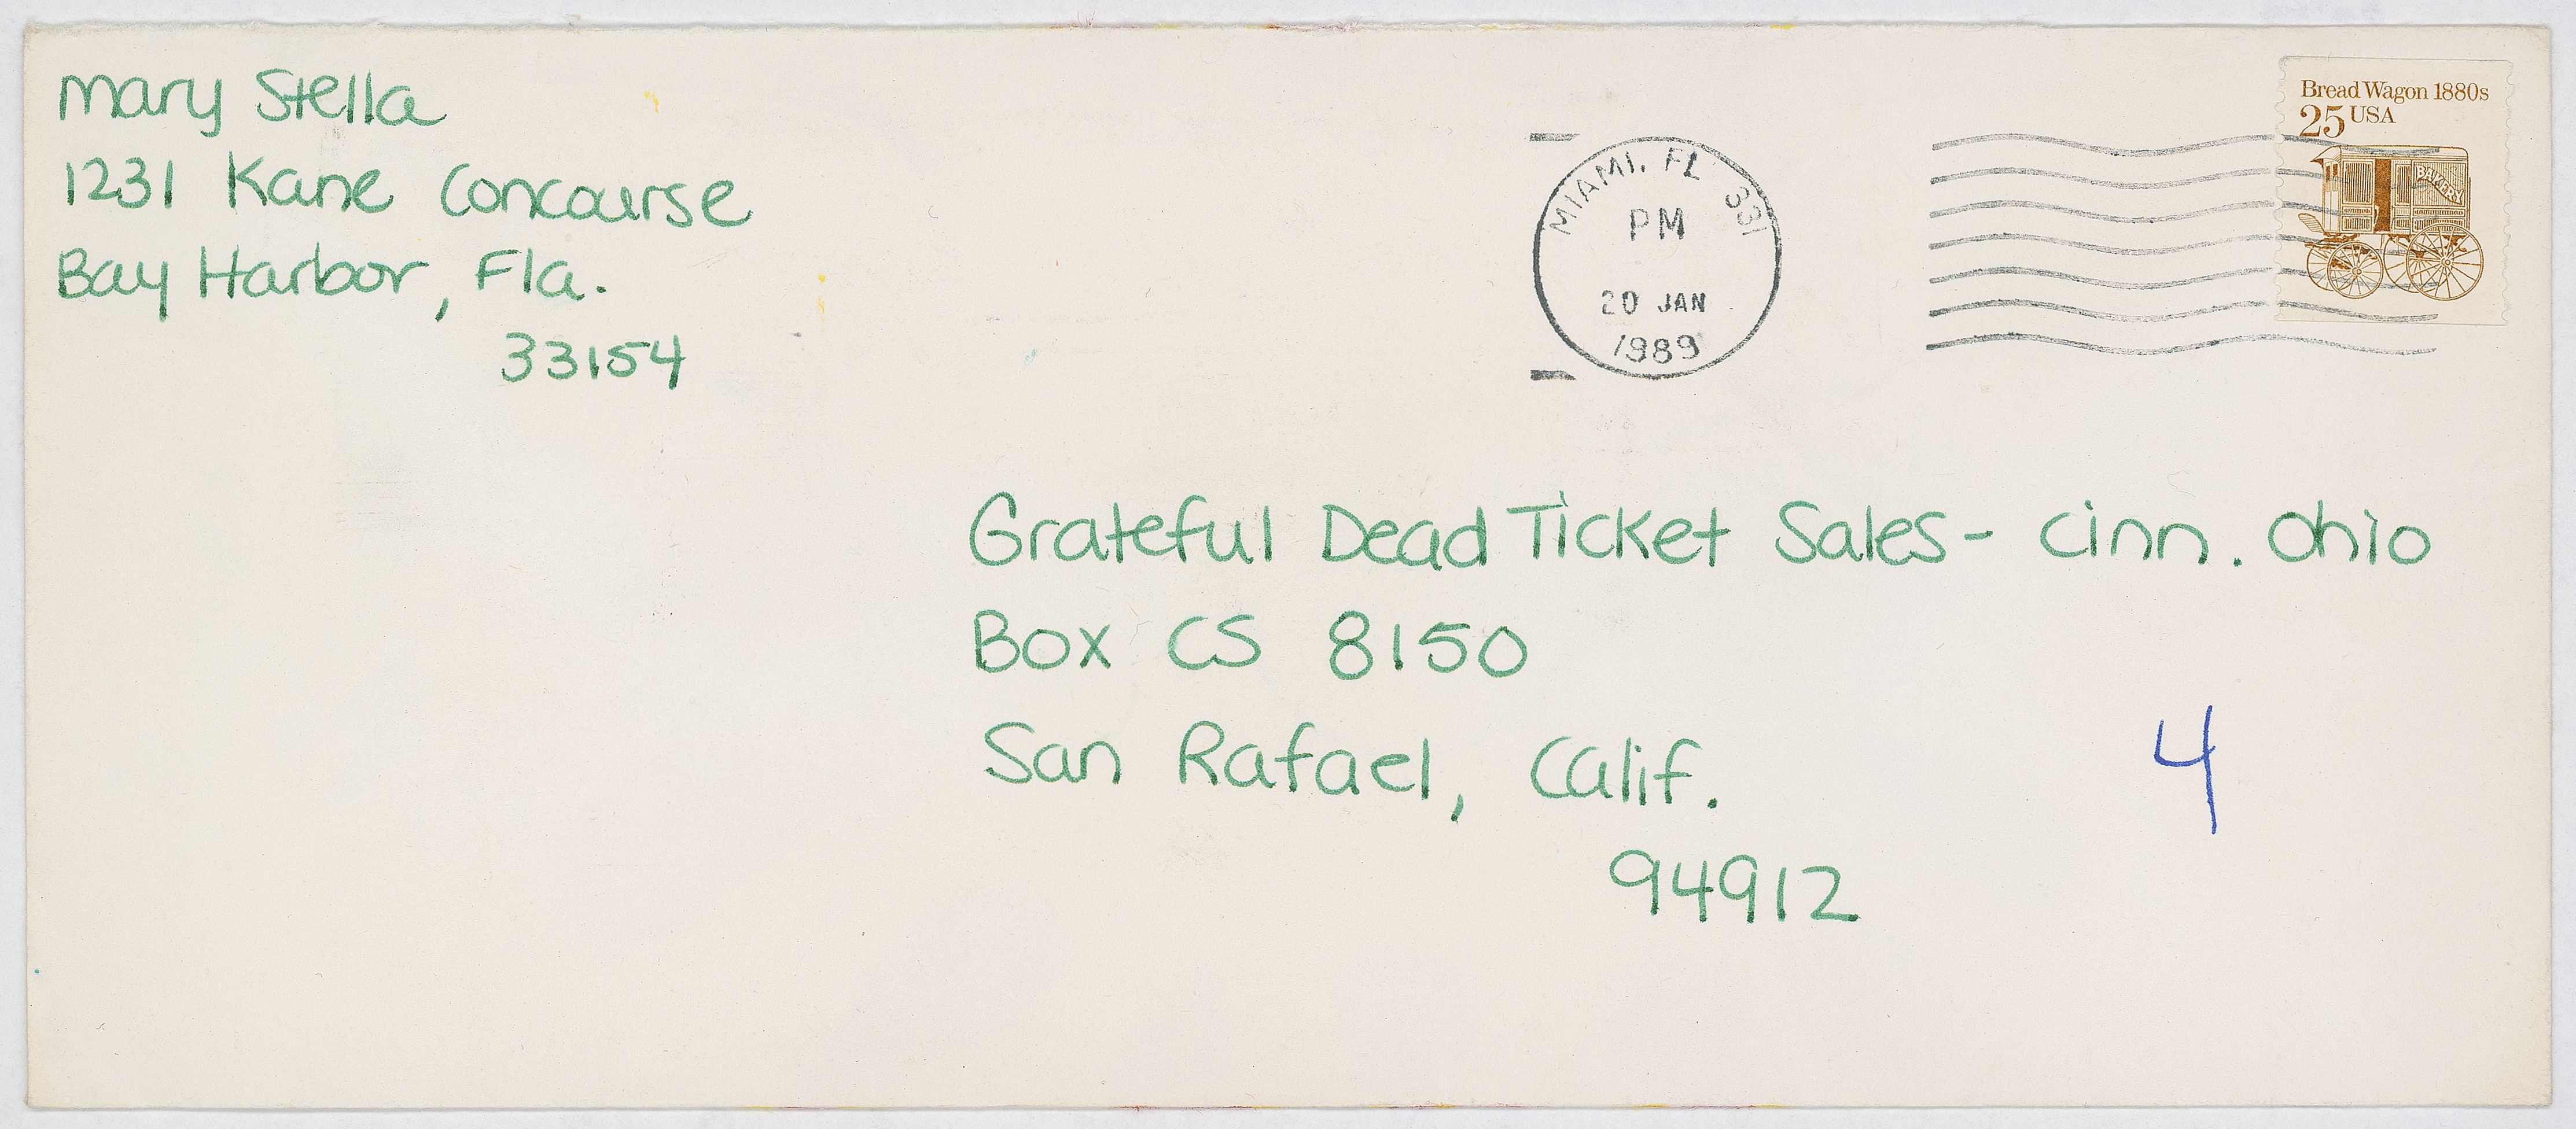 Mary Stella
1231 Kane Concourse
Bay Harbor, Fla.
33154
MIAMI, FL 331
PM
20 JAN
1989
Bread Wagon 1880s
25 USA
BAKERY
Grateful Dead Ticket Sales - Cinn. Ohio
Box CS 8150
San Rafael, Calif.
94912
4